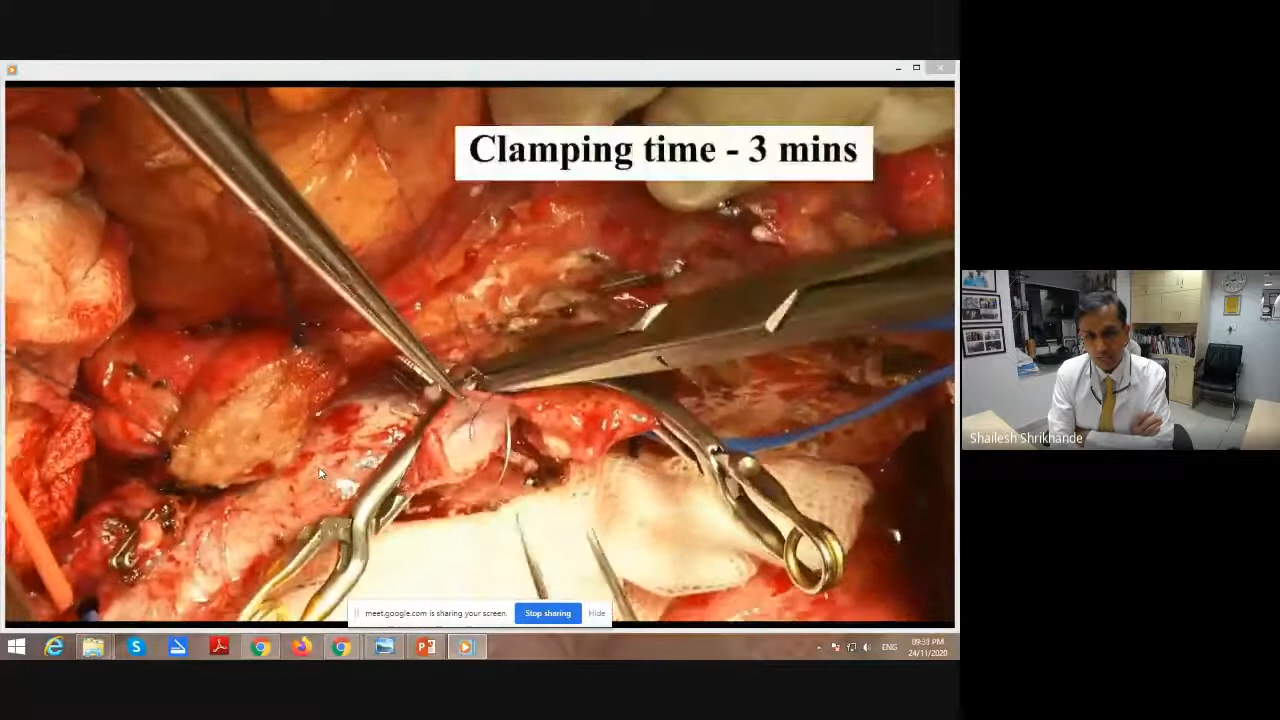 Clamping time - 3 mins
Shailesh Shrikhande
meet.google.com is sharing your screen.
Stop sharing
Hide
ENG
09:31 PM
24/11/2020